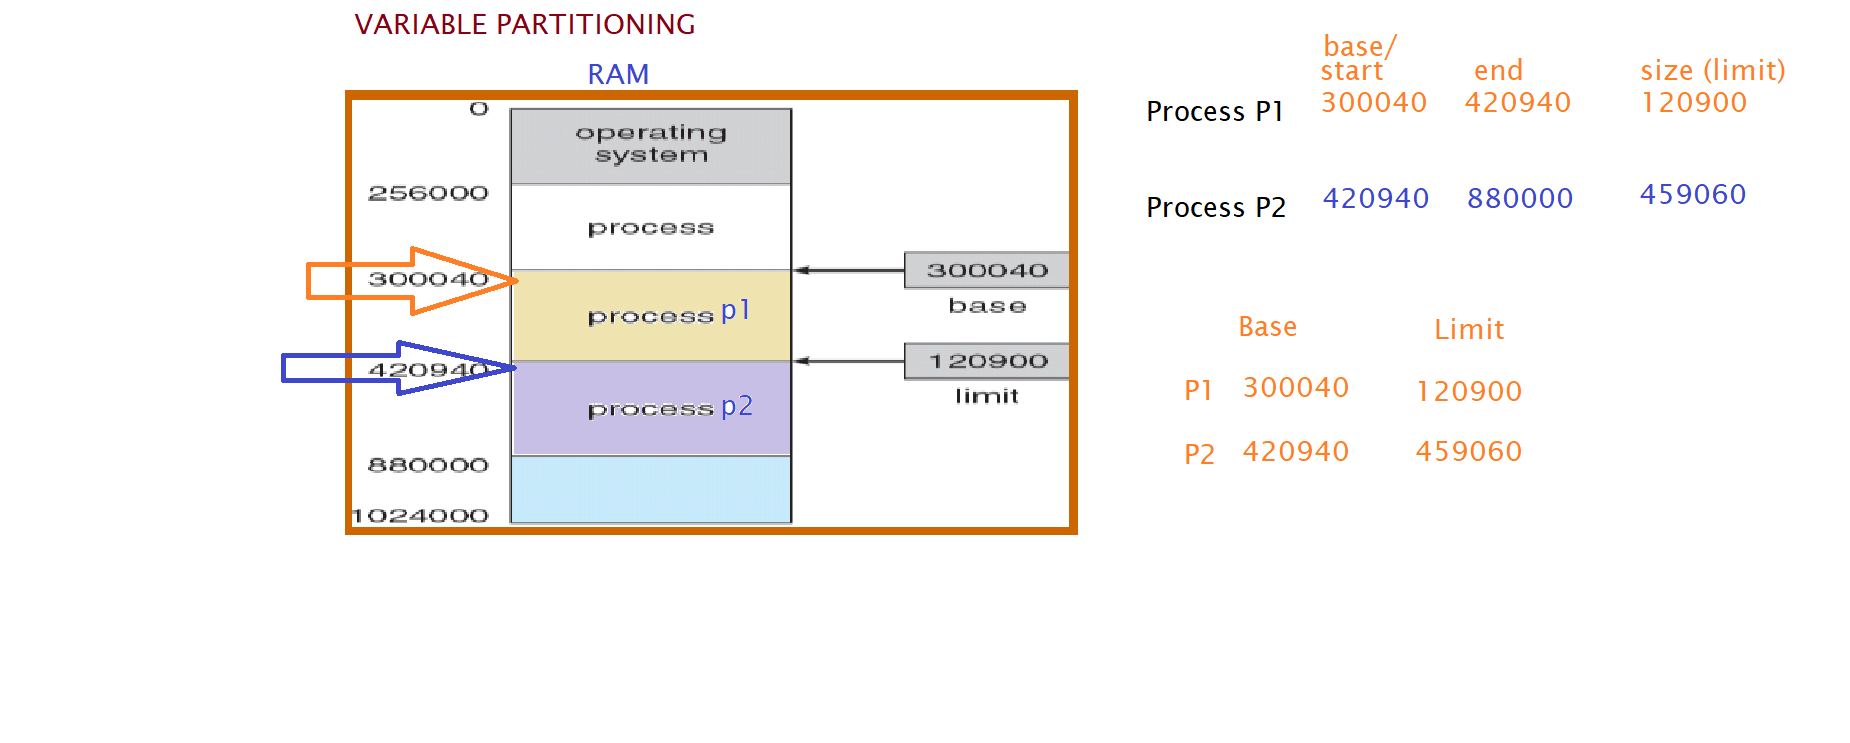 VARIABLE PARTITIONING
RAM
0
operating
system
256000
process
300040
process p1
420940
process p2
880000
1024000
300040
base
120900
limit
base/
start end size (limit)
Process P1 300040 420940 120900
Process P2 420940 880000 459060
Base Limit
P1 300040 120900
P2 420940 459060